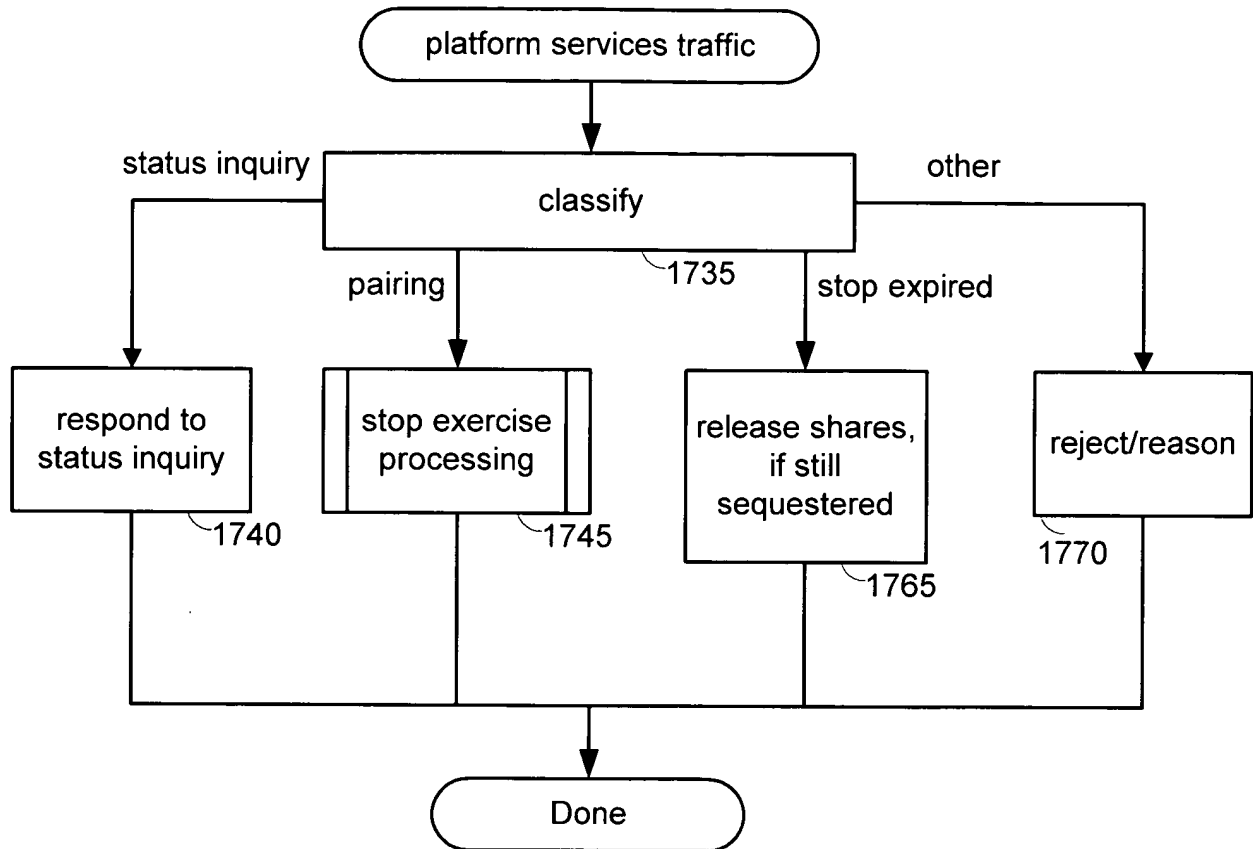 platform services traffic
status inquiry
other
classify
1735
pairing
stop expired
respond to
status inquiry
1740
stop exercise
processing
1745
release shares,
if still
sequestered
1765
reject/reason
1770
Done